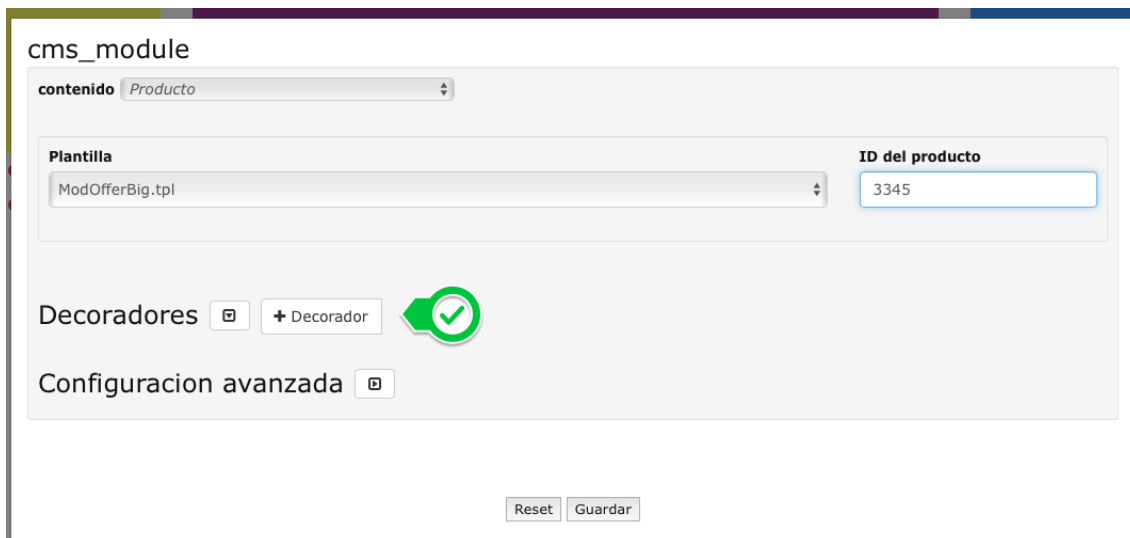 cms_module
contenido Producto
Plantilla ID del producto
ModOfferBig.tpl 3345
Decoradores + Decorador
Configuracion avanzada
Reset Guardar